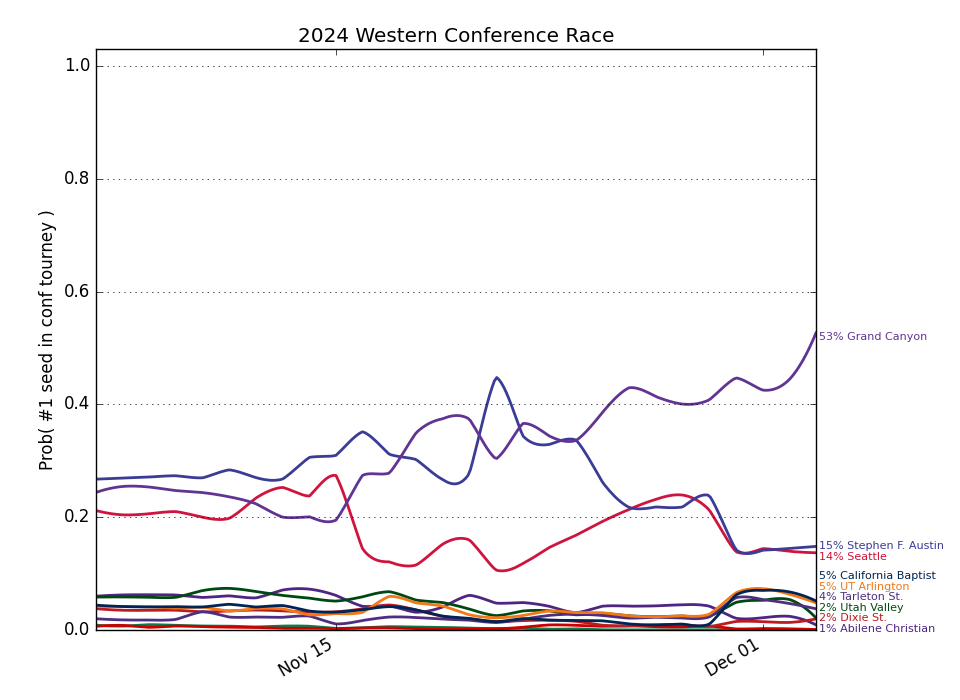 2024 Western Conference Race
Prob( #1 seed in conf tourney )
1.0
0.8
0.6
0.4
0.2
0.0
Nov 15
Dec 01
53% Grand Canyon
15% Stephen F. Austin
14% Seattle
5% California Baptist
5% UT Arlington
4% Tarleton St.
2% Utah Valley
2% Dixie St.
1% Abilene Christian